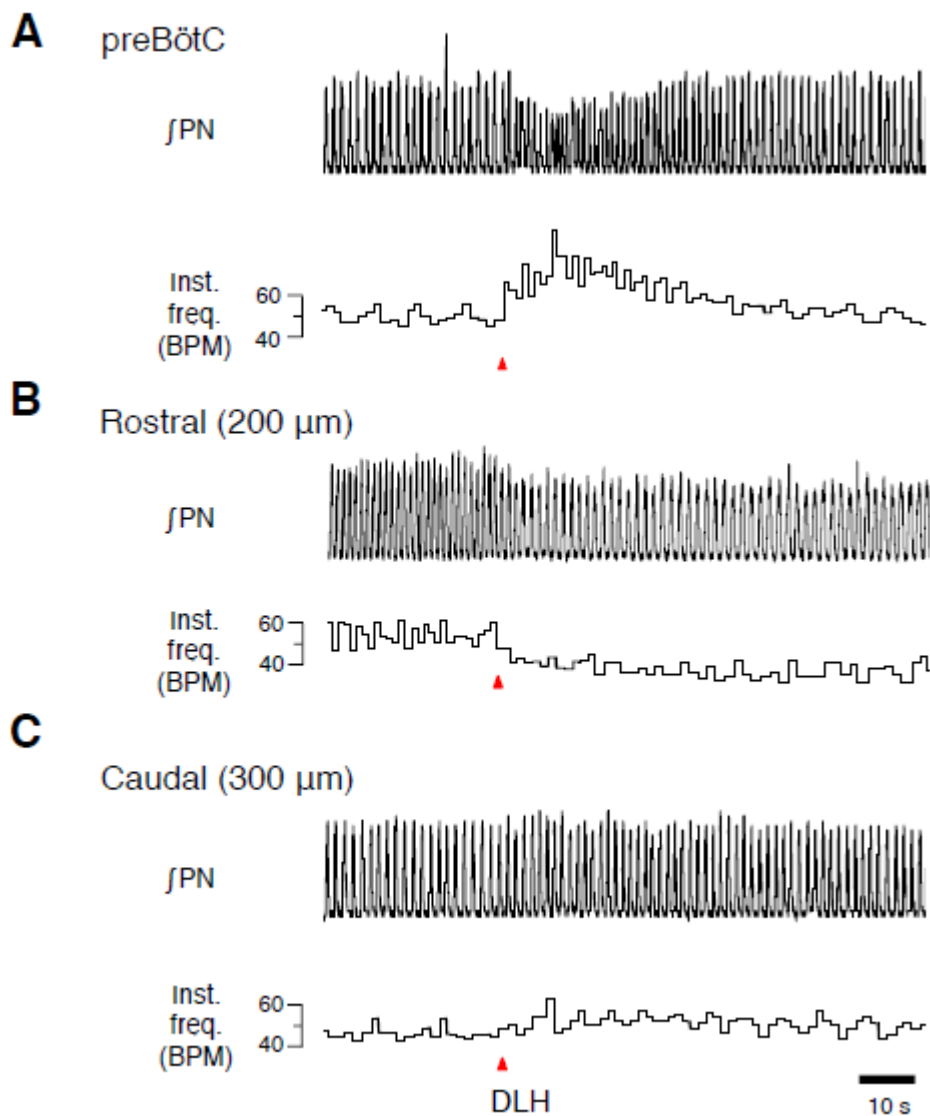 A preBötC
∫PN
Inst.
freq.
(BPM)
60
40
B
Rostral (200 µm)
∫PN
Inst.
freq.
(BPM)
60
40
C
Caudal (300 µm)
∫PN
Inst.
freq.
(BPM)
60
40
DLH
10 s